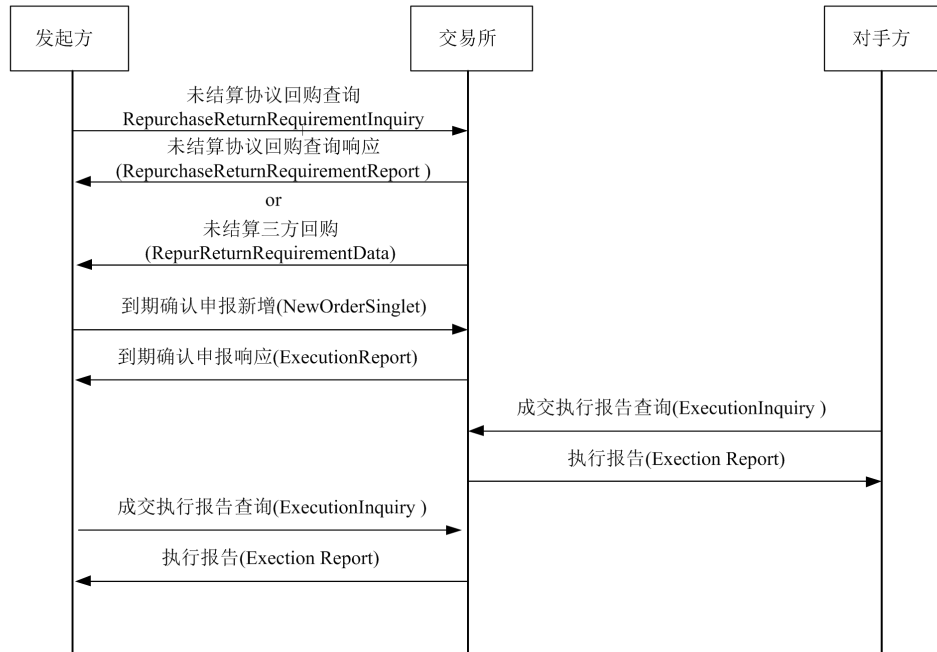 发起方
交易所
对手方
未结算协议回购查询
RepurchaseReturnRequirementInquiry
未结算协议回购查询响应
(RepurchaseReturnRequirementReport )
or
未结算三方回购
(RepurReturnRequirementData)
到期确认申报新增(NewOrderSinglet)
到期确认申报响应(ExecutionReport)
成交执行报告查询(ExecutionInquiry )
执行报告(Exection Report)
成交执行报告查询(ExecutionInquiry )
执行报告(Exection Report)